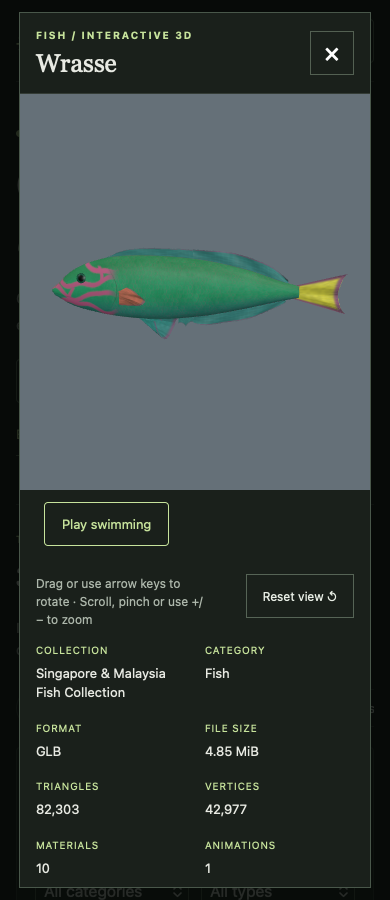 FISH / INTERACTIVE 3D
Wrasse
×
Play swimming
Drag or use arrow keys to
rotate · Scroll, pinch or use +/
− to zoom
Reset view ↺
COLLECTION
Singapore & Malaysia
Fish Collection
CATEGORY
Fish
FORMAT
GLB
FILE SIZE
4.85 MiB
TRIANGLES
82,303
VERTICES
42,977
MATERIALS
10
ANIMATIONS
1
All categories
All types